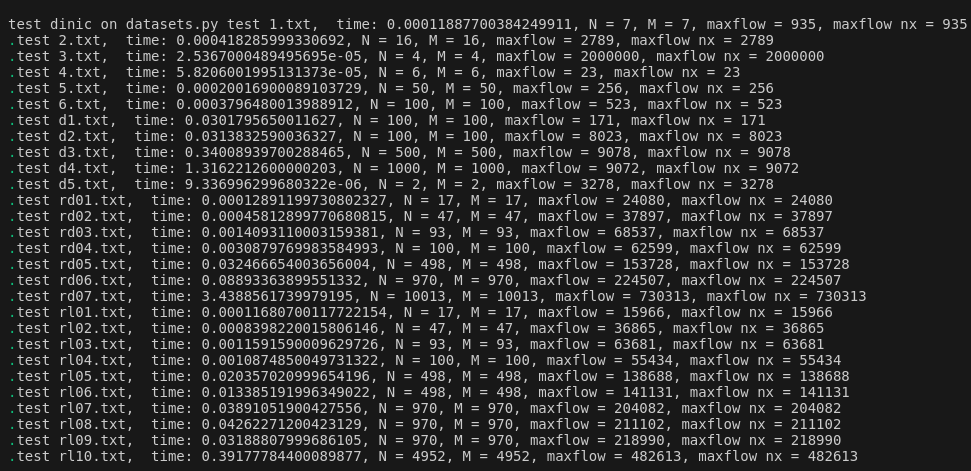 test dinic on datasets.py test 1.txt,  time: 0.00011887700384249911, N = 7, M = 7, maxflow = 935, maxflow nx = 935
.test 2.txt,  time: 0.000418285999330692, N = 16, M = 16, maxflow = 2789, maxflow nx = 2789
.test 3.txt,  time: 2.5367000489495695e-05, N = 4, M = 4, maxflow = 2000000, maxflow nx = 2000000
.test 4.txt,  time: 5.8206001995131373e-05, N = 6, M = 6, maxflow = 23, maxflow nx = 23
.test 5.txt,  time: 0.00020016900089103729, N = 50, M = 50, maxflow = 256, maxflow nx = 256
.test 6.txt,  time: 0.0003796480013988912, N = 100, M = 100, maxflow = 523, maxflow nx = 523
.test d1.txt,  time: 0.0301795650011627, N = 100, M = 100, maxflow = 171, maxflow nx = 171
.test d2.txt,  time: 0.0313832590036327, N = 100, M = 100, maxflow = 8023, maxflow nx = 8023
.test d3.txt,  time: 0.34008939700288465, N = 500, M = 500, maxflow = 9078, maxflow nx = 9078
.test d4.txt,  time: 1.3162212600000203, N = 1000, M = 1000, maxflow = 9072, maxflow nx = 9072
.test d5.txt,  time: 9.336996299680322e-06, N = 2, M = 2, maxflow = 3278, maxflow nx = 3278
.test rd01.txt,  time: 0.00012891199730802327, N = 17, M = 17, maxflow = 24080, maxflow nx = 24080
.test rd02.txt,  time: 0.00045812899770680815, N = 47, M = 47, maxflow = 37897, maxflow nx = 37897
.test rd03.txt,  time: 0.0014093110003159381, N = 93, M = 93, maxflow = 68537, maxflow nx = 68537
.test rd04.txt,  time: 0.0030879769983584993, N = 100, M = 100, maxflow = 62599, maxflow nx = 62599
.test rd05.txt,  time: 0.032466654003656004, N = 498, M = 498, maxflow = 153728, maxflow nx = 153728
.test rd06.txt,  time: 0.08893363899551332, N = 970, M = 970, maxflow = 224507, maxflow nx = 224507
.test rd07.txt,  time: 3.4388561739979195, N = 10013, M = 10013, maxflow = 730313, maxflow nx = 730313
.test rl01.txt,  time: 0.00011680700117722154, N = 17, M = 17, maxflow = 15966, maxflow nx = 15966
.test rl02.txt,  time: 0.0008398220015806146, N = 47, M = 47, maxflow = 36865, maxflow nx = 36865
.test rl03.txt,  time: 0.0011591590009629726, N = 93, M = 93, maxflow = 63681, maxflow nx = 63681
.test rl04.txt,  time: 0.0010874850049731322, N = 100, M = 100, maxflow = 55434, maxflow nx = 55434
.test rl05.txt,  time: 0.020357020999654196, N = 498, M = 498, maxflow = 138688, maxflow nx = 138688
.test rl06.txt,  time: 0.013385191996349022, N = 498, M = 498, maxflow = 141131, maxflow nx = 141131
.test rl07.txt,  time: 0.03891051900427556, N = 970, M = 970, maxflow = 204082, maxflow nx = 204082
.test rl08.txt,  time: 0.04262271200423129, N = 970, M = 970, maxflow = 211102, maxflow nx = 211102
.test rl09.txt,  time: 0.03188807999686105, N = 970, M = 970, maxflow = 218990, maxflow nx = 218990
.test rl10.txt,  time: 0.39177784400089877, N = 4952, M = 4952, maxflow = 482613, maxflow nx = 482613